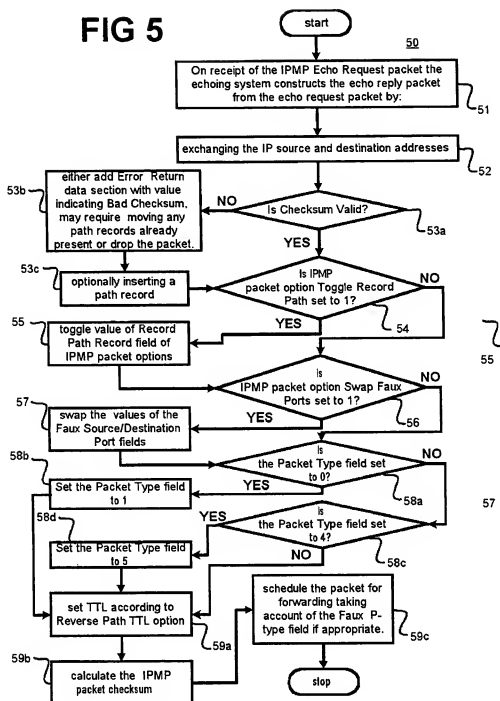 FIG 5
start
50
On receipt of the IPMP Echo Request packet the
echoing system constructs the echo reply packet
from the echo request packet by:
51
exchanging the IP source and destination addresses
52
53b
either add Error Return
data section with value
indicating Bad Checksum,
may require moving any
path records already
present or drop the packet.
NO
Is Checksum Valid?
53a
YES
53c
optionally inserting a
path record
Is IPMP
packet option Toggle Record
Path set to 1?
NO
54
YES
55
toggle value of Record
Path Record field of
IPMP packet options
55
is
IPMP packet option Swap Faux
Ports set to 1?
NO
56
YES
57
swap the values of the
Faux Source/Destination
Port fields
Is
the Packet Type field set
to 0?
NO
58a
57
58b
YES
Set the Packet Type field
to 1
58d
YES
is
the Packet Type field set
to 4?
58c
NO
Set the Packet Type field
to 5
set TTL according to
Reverse Path TTL option
59a
schedule the packet for
forwarding taking
account of the Faux P-
type field if appropriate.
59c
59b
calculate the IPMP
packet checksum
stop